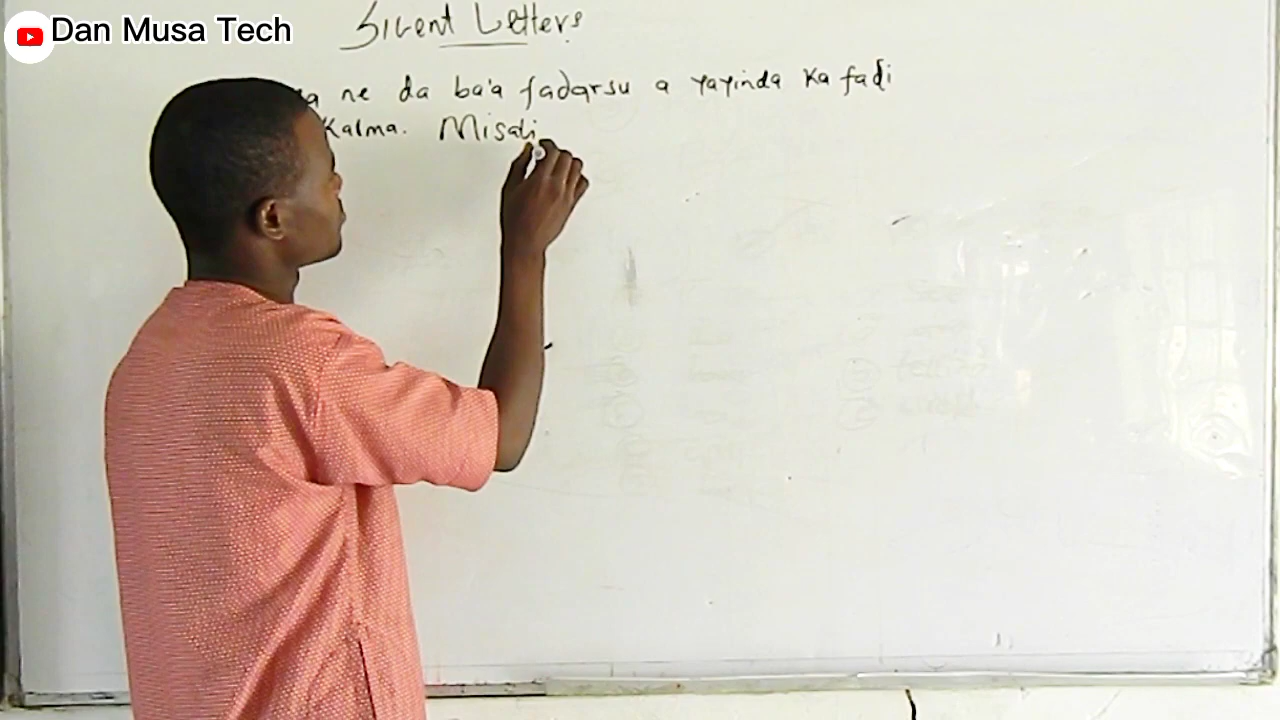 Dan Musa Tech
Silent Letters
ne da ba'a fadarsu a yayinda ka fadi
Kalma. Misali